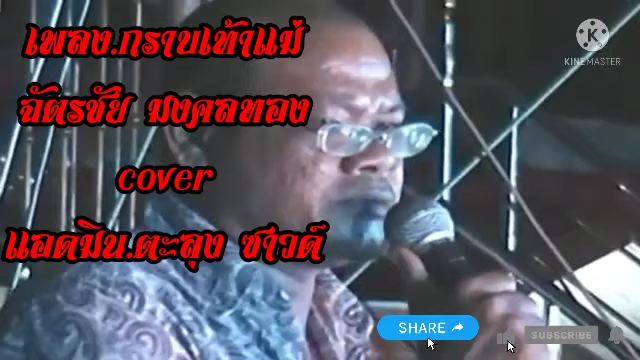 เพลง.กราบเท้าแม่
ฉัตรชัย มงคลทอง
cover
แอดมิน.ตะลุง ซาวด์
K
KINEMASTER
SHARE
SUBSCRIBE